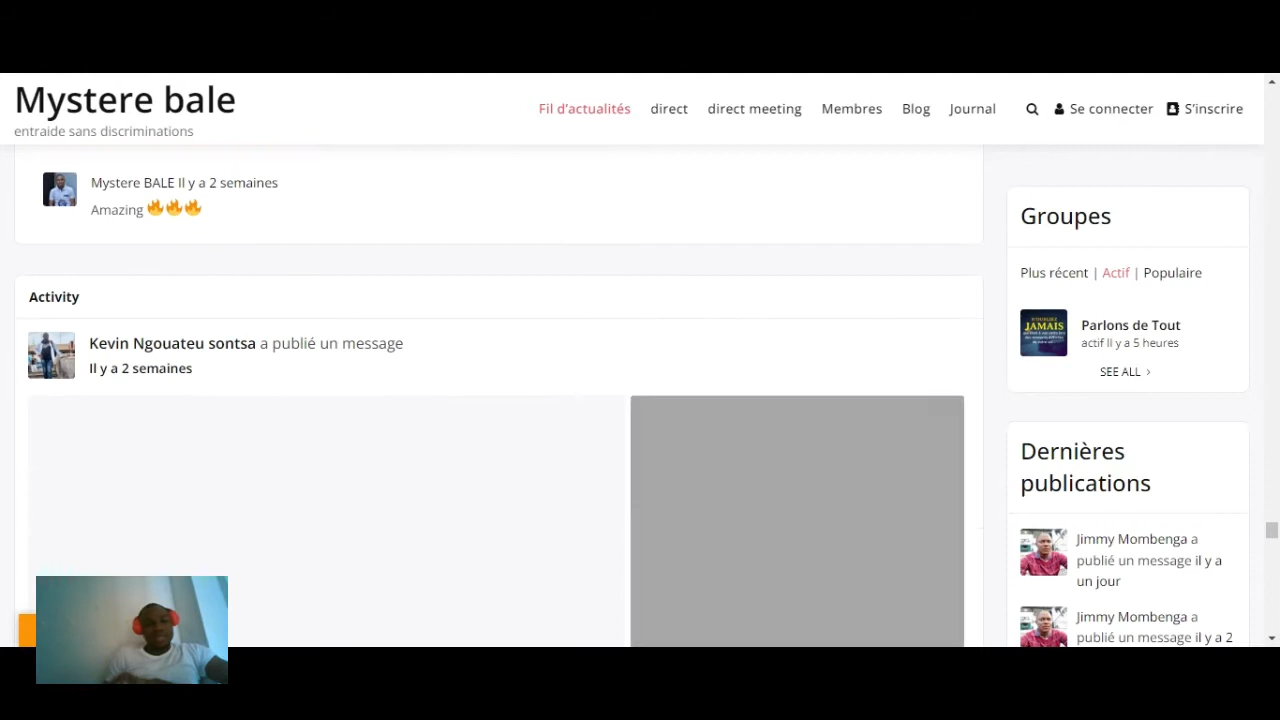 Mystere bale
entraide sans discriminations
Fil d’actualités direct direct meeting Membres Blog Journal Se connecter S’inscrire
Mystere BALE Il y a 2 semaines
Amazing 🔥🔥🔥
Activity
Kevin Ngouateu sontsa a publié un message
Il y a 2 semaines
Groupes
Plus récent | Actif | Populaire
JAMAIS
Parlons de Tout
actif Il y a 5 heures
SEE ALL ›
Dernières
publications
Jimmy Mombenga a
publié un message il y a
un jour
Jimmy Mombenga a
publié un message il y a 2